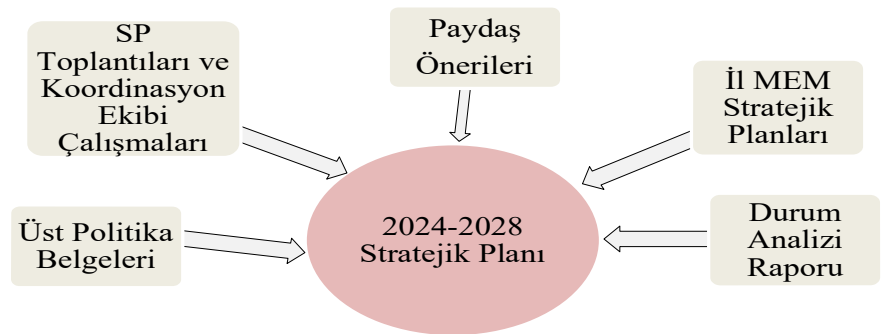 SP
Toplantıları ve
Koordinasyon
Ekibi
Çalışmaları
Paydaş
Önerileri
İl MEM
Stratejik
Planları
Üst Politika
Belgeleri
2024-2028
Stratejik Planı
Durum
Analizi
Raporu